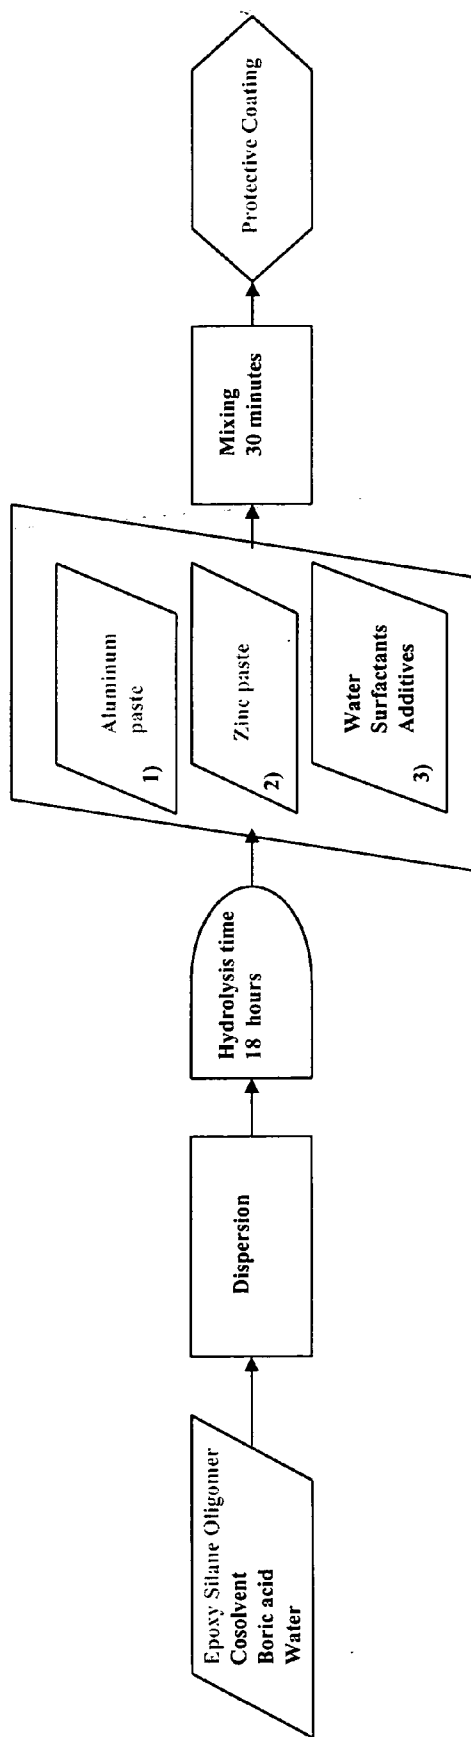 Epoxy Silane Oligomer
Cosolvent
Boric acid
Water
Dispersion
Hydrolysis time
18 hours
1)
Aluminum
paste
2)
Zinc paste
3)
Water
Surfactants
Additives
Mixing
30 minutes
Protective Coating